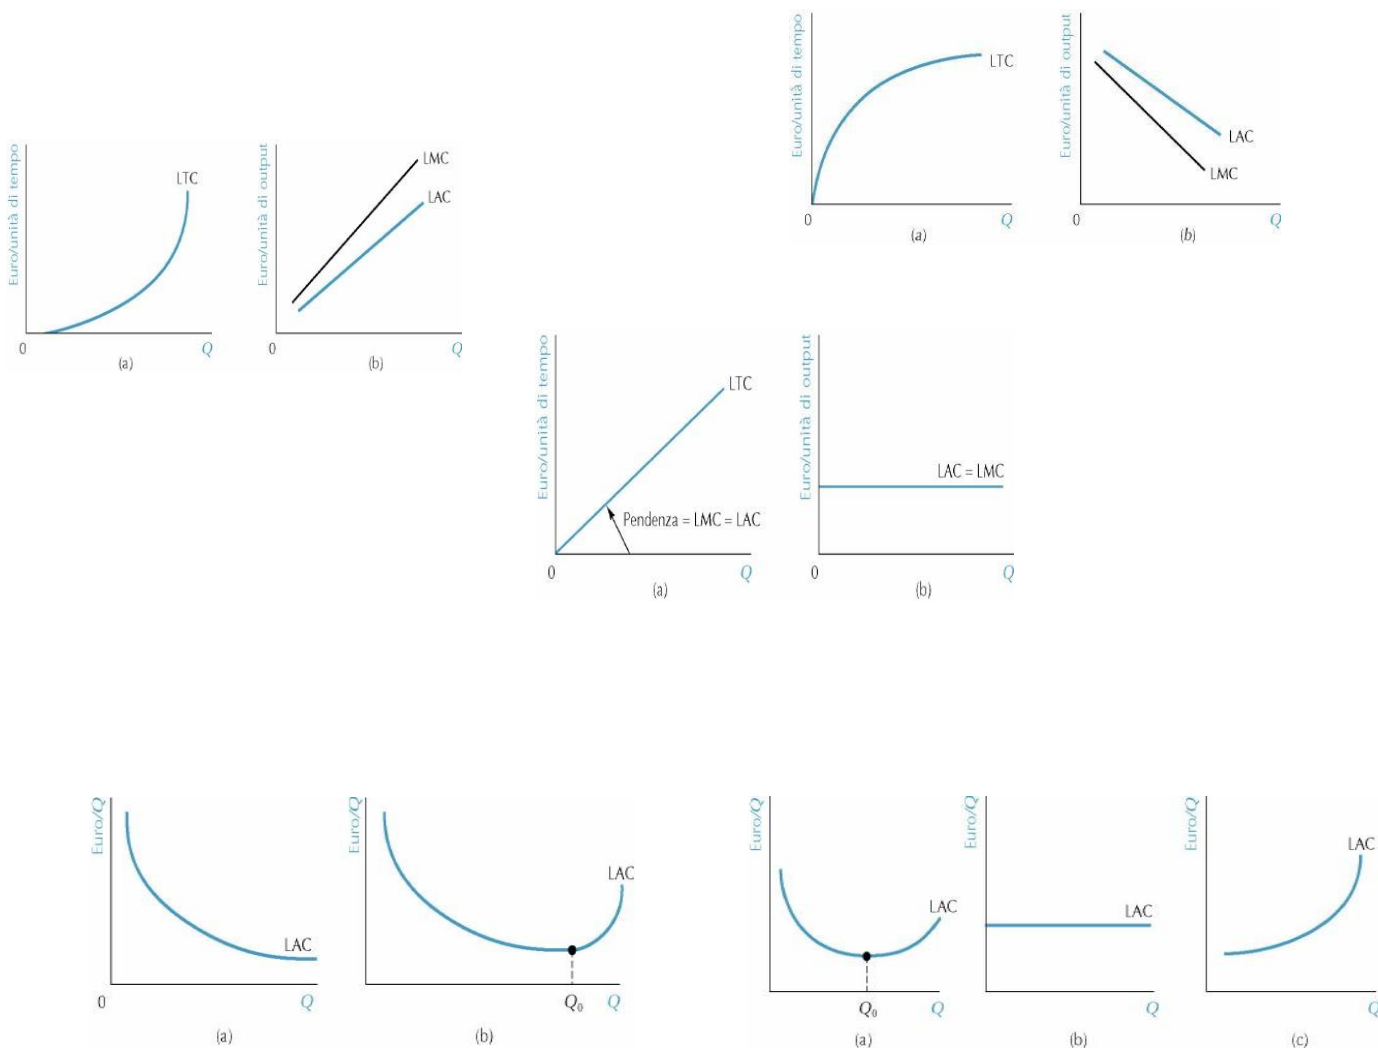 Euro/unità di tempo
LTC
0
Q
(a)
Euro/unità di output
LMC
LAC
0
Q
(b)
Euro/unità di tempo
LTC
0
Q
(a)
Euro/unità di output
LAC
LMC
0
Q
(b)
Euro/unità di tempo
LTC
Pendenza = LMC = LAC
0
Q
(a)
Euro/unità di output
LAC = LMC
0
Q
(b)
Euro/Q
LAC
0
Q
(a)
Euro/Q
LAC
Q₀
Q
(b)
Euro/Q
LAC
Q₀
Q
(a)
Euro/Q
LAC
Q
(b)
Euro/Q
LAC
Q
(c)